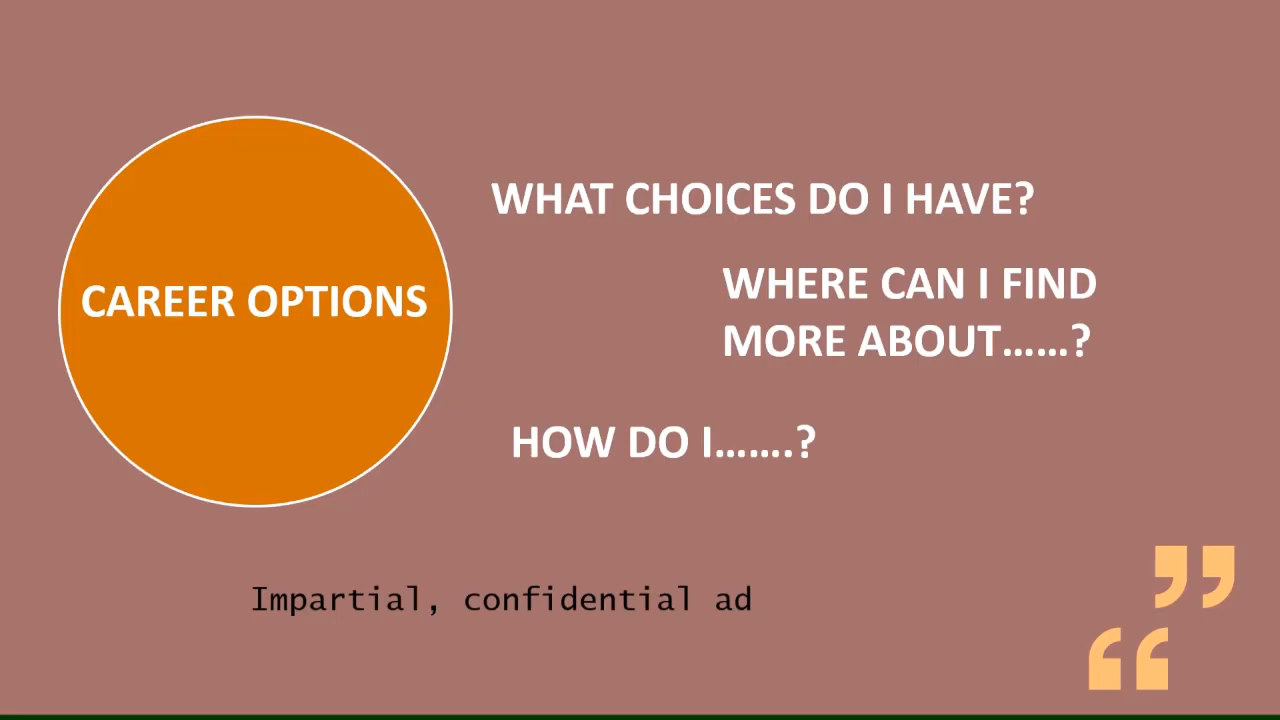 CAREER OPTIONS
WHAT CHOICES DO I HAVE?
WHERE CAN I FIND
MORE ABOUT……?
HOW DO I…….?
Impartial, confidential ad